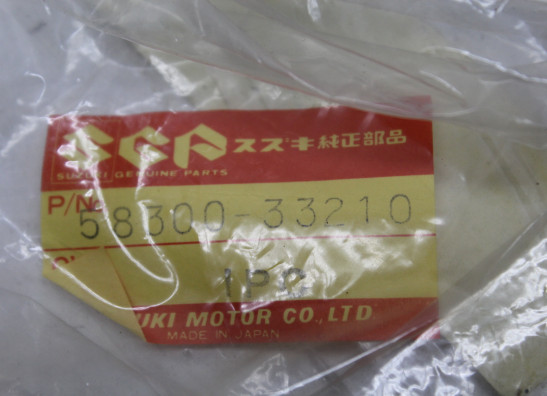 SGP スズキ純正部品
SUZUKI GENUINE PARTS
P/N 58300-33210
1PC
UKI MOTOR CO.,LTD
MADE IN JAPAN